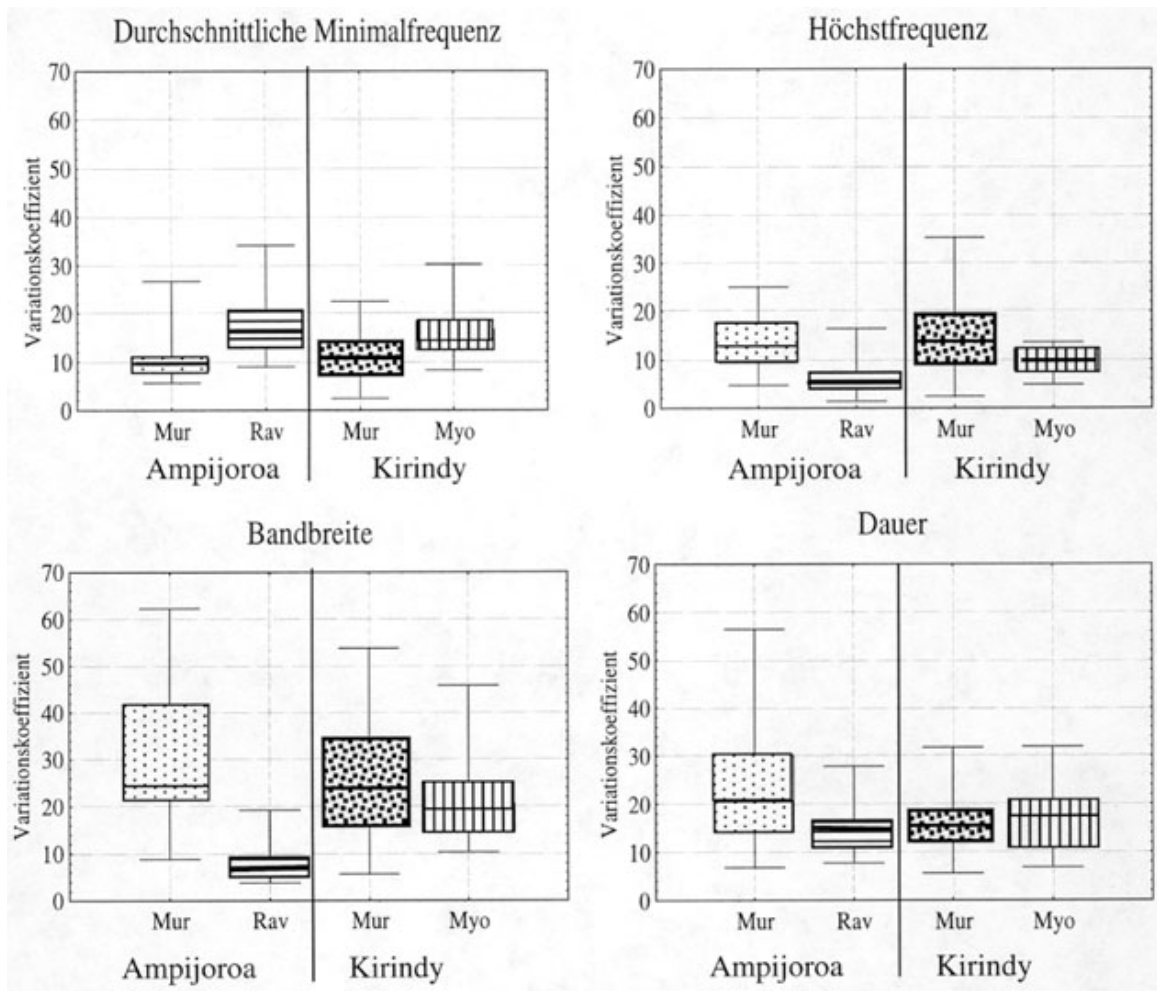 Durchschnittliche Minimalfrequenz
Variationskoeffizient
70
60
50
40
30
20
10
0
Mur Rav Mur Myo
Ampijoroa Kirindy
Höchstfrequenz
Variationskoeffizient
70
60
50
40
30
20
10
0
Mur Rav Mur Myo
Ampijoroa Kirindy
Bandbreite
Variationskoeffizient
70
60
50
40
30
20
10
0
Mur Rav Mur Myo
Ampijoroa Kirindy
Dauer
Variationskoeffizient
70
60
50
40
30
20
10
0
Mur Rav Mur Myo
Ampijoroa Kirindy